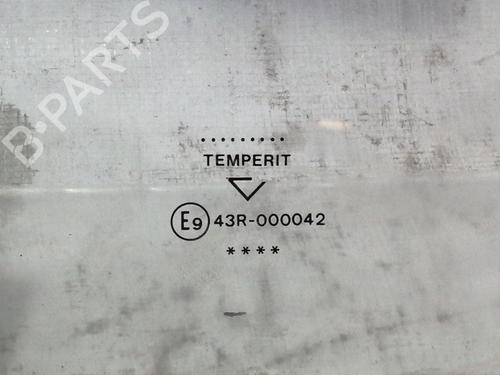 B-PARTS
.........
TEMPERIT
E9 43R-000042
****